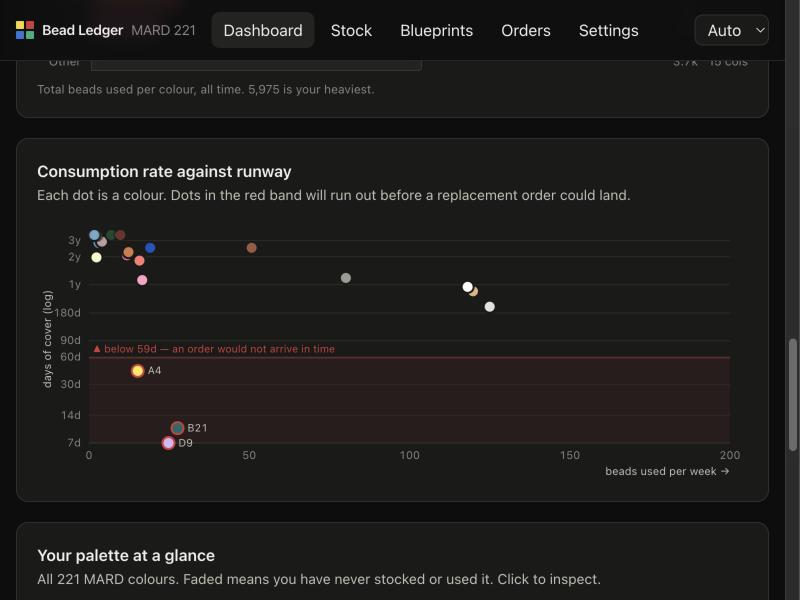 Bead Ledger MARD 221 Dashboard Stock Blueprints Orders Settings Auto
Other 3.7k 15 cols
Total beads used per colour, all time. 5,975 is your heaviest.
Consumption rate against runway
Each dot is a colour. Dots in the red band will run out before a replacement order could land.
days of cover (log)
3y
2y
1y
180d
90d
▲ below 59d — an order would not arrive in time
60d
A4
30d
14d
B21
7d
D9
0 50 100 150 200
beads used per week →
Your palette at a glance
All 221 MARD colours. Faded means you have never stocked or used it. Click to inspect.